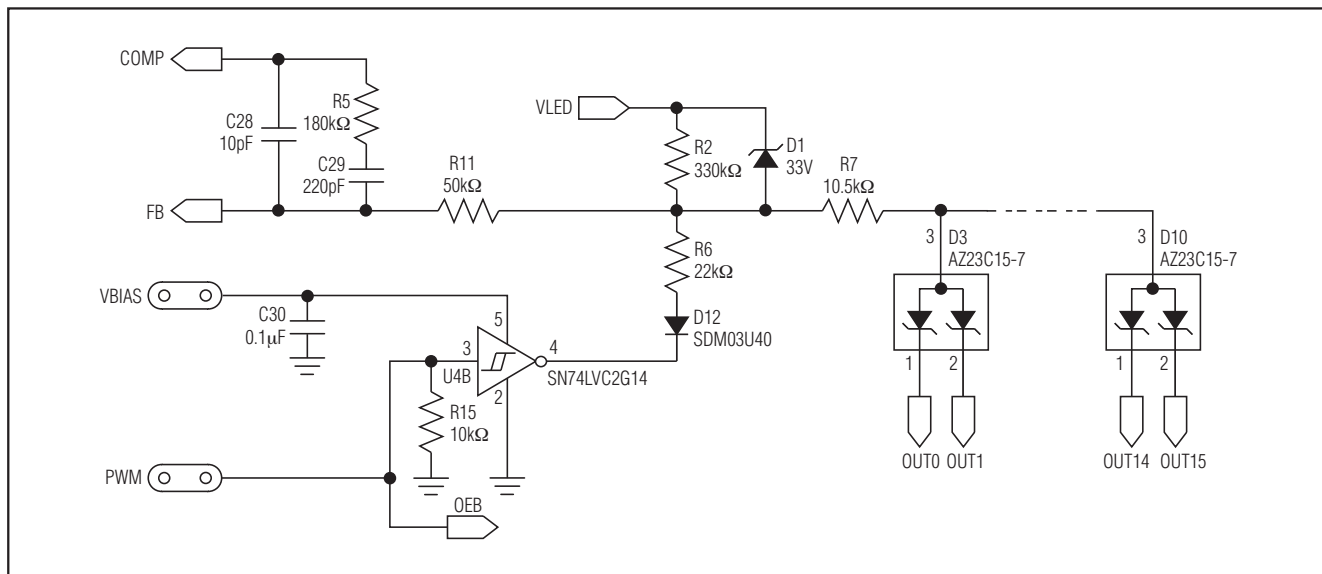 COMP
R5
180kΩ
C28
10pF
C29
220pF
FB
R11
50kΩ
VLED
R2
330kΩ
D1
33V
R7
10.5kΩ
3
D3
AZ23C15-7
1
2
OUT0
OUT1
3
D10
AZ23C15-7
1
2
OUT14
OUT15
R6
22kΩ
D12
SDM03U40
VBIAS
C30
0.1μF
5
3
4
U4B
2
SN74LVC2G14
R15
10kΩ
PWM
OEB